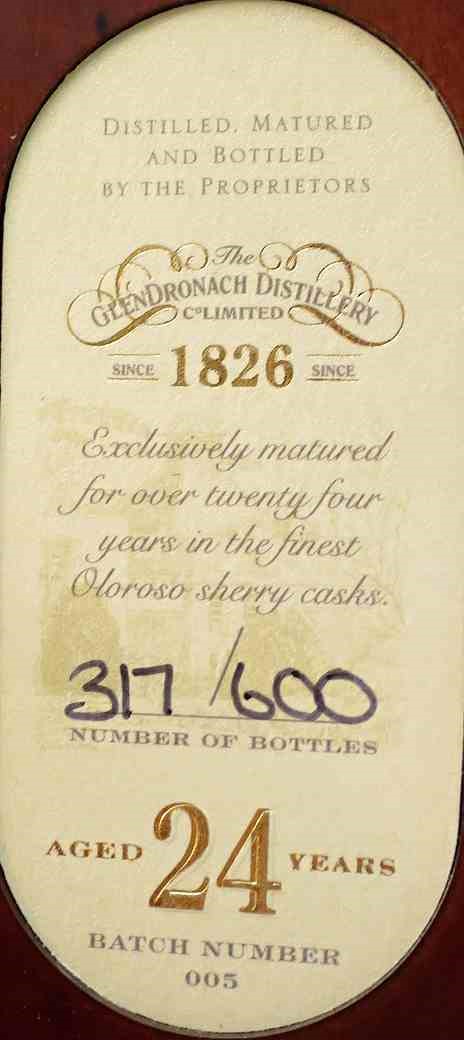 DISTILLED, MATURED
AND BOTTLED
BY THE PROPRIETORS
The
GLENDRONACH DISTILLERY
Cº LIMITED
SINCE 1826 SINCE
Exclusively matured
for over twenty four
years in the finest
Oloroso sherry casks.
317/600
NUMBER OF BOTTLES
AGED 24 YEARS
BATCH NUMBER
005